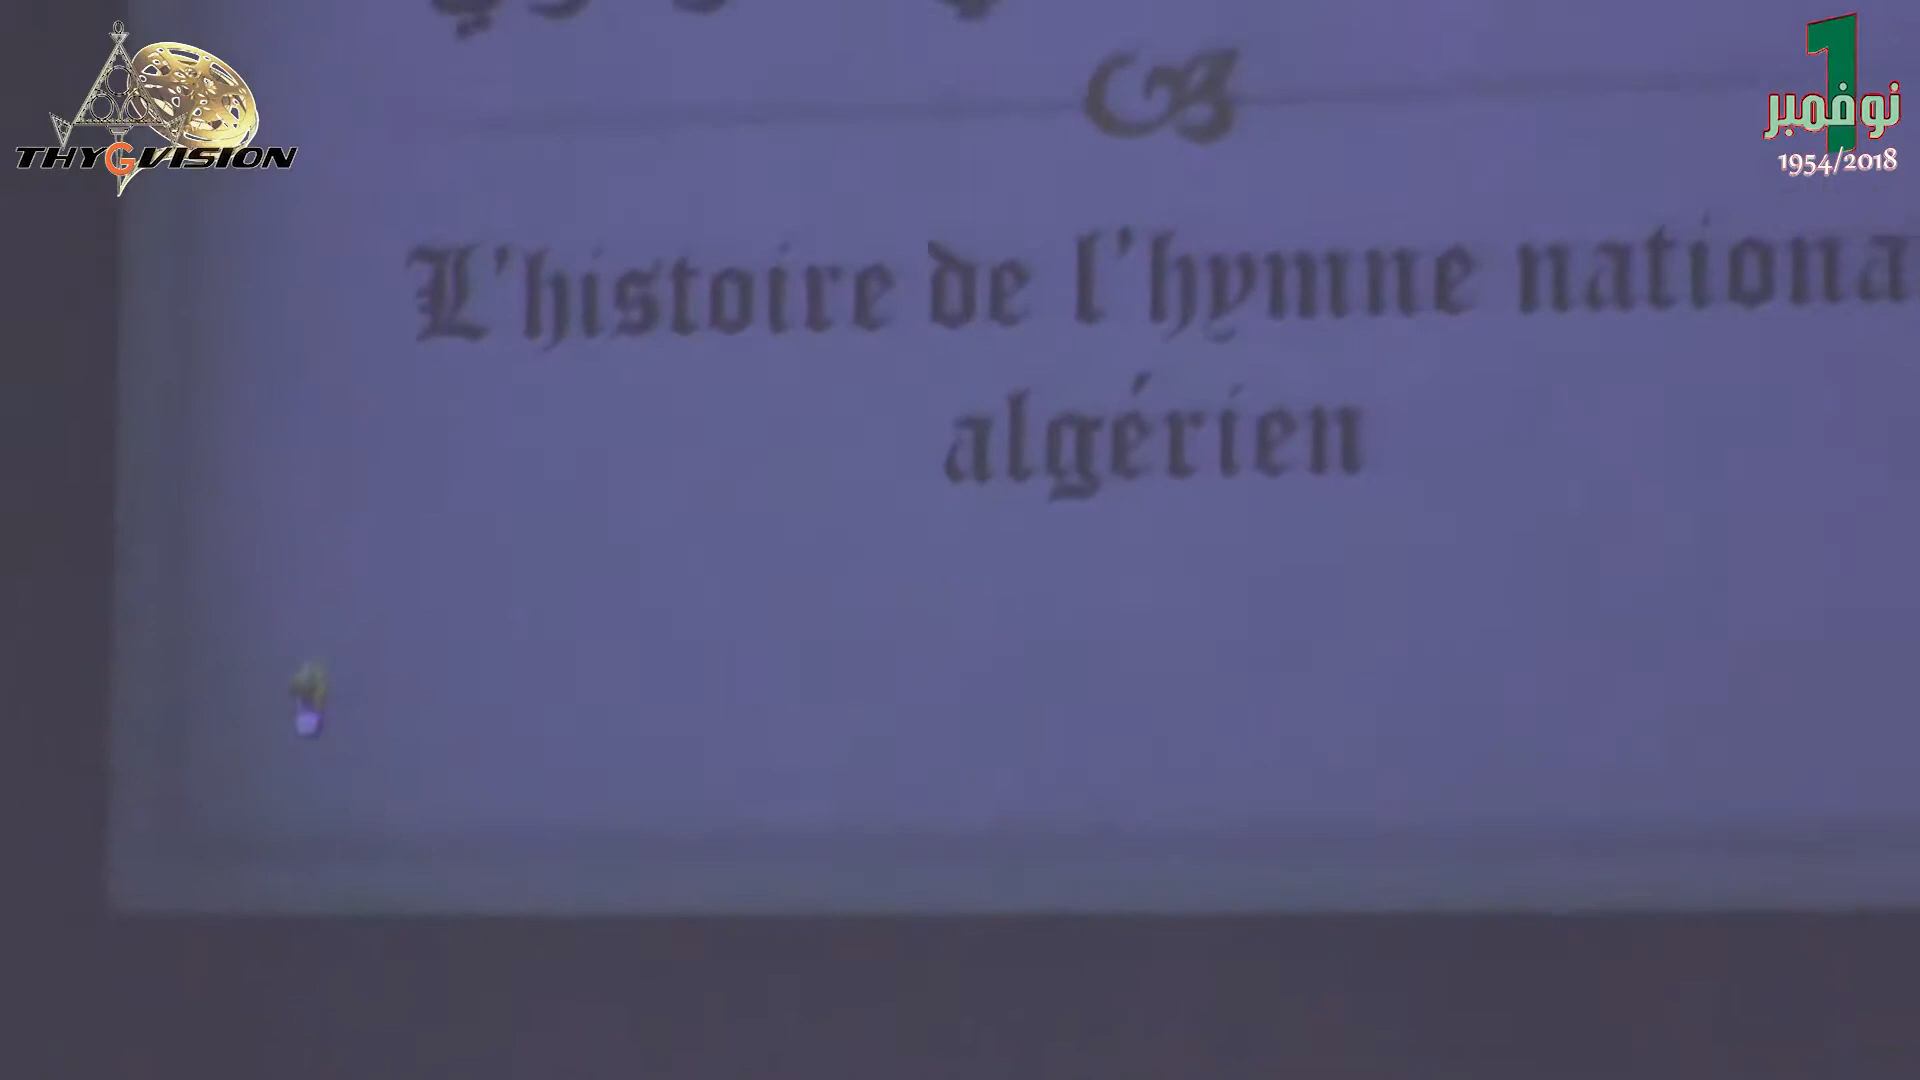 THYGVISION
1
نوفمبر
1954/2018
L'histoire de l'hymne nationa
algérien